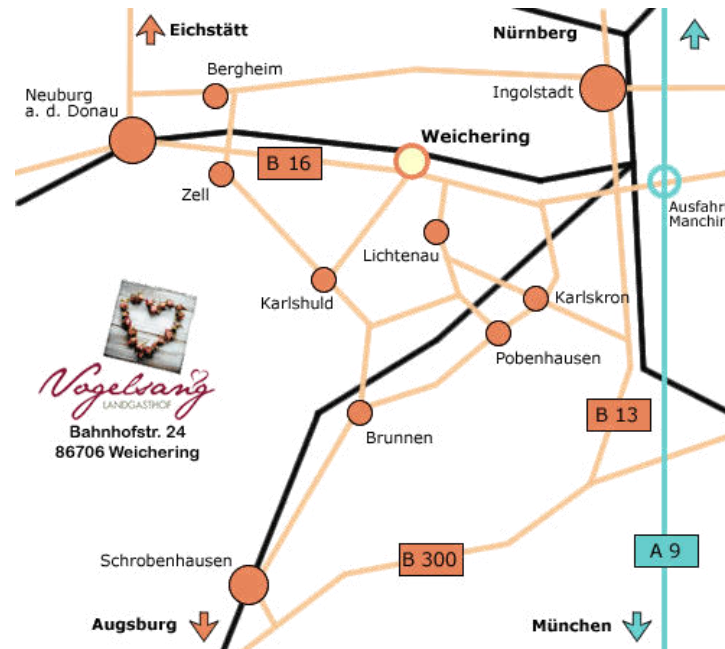 Eichstätt
Nürnberg
Bergheim
Neuburg
a. d. Donau
Ingolstadt
Weichering
B 16
Zell
Ausfahrt
Manching
Lichtenau
Karlshuld
Karlskron
Pobenhausen
Vogelsang
LANDGASTHOF
Bahnhofstr. 24
86706 Weichering
B 13
Brunnen
A 9
Schrobenhausen
B 300
Augsburg
München